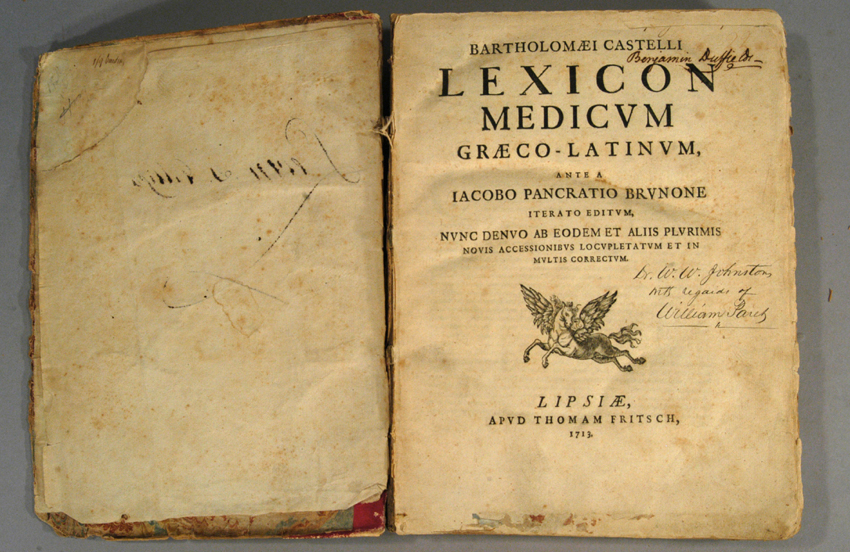 BARTHOLOMÆI CASTELLI
Benjamin Duffield
LEXICON
MEDICVM
GRÆCO-LATINVM,
ANTE A
IACOBO PANCRATIO BRVNONE
ITERATO EDITVM,
NVNC DENVO AB EODEM ET ALIIS PLVRIMIS
NOVIS ACCESSIONIBVS LOCVPLETATVM ET IN
MVLTIS CORRECTVM.
Dr. W. W. Johnston
with regards of
William Paret
LIPSIÆ,
APVD THOMAM FRITSCH,
1713.